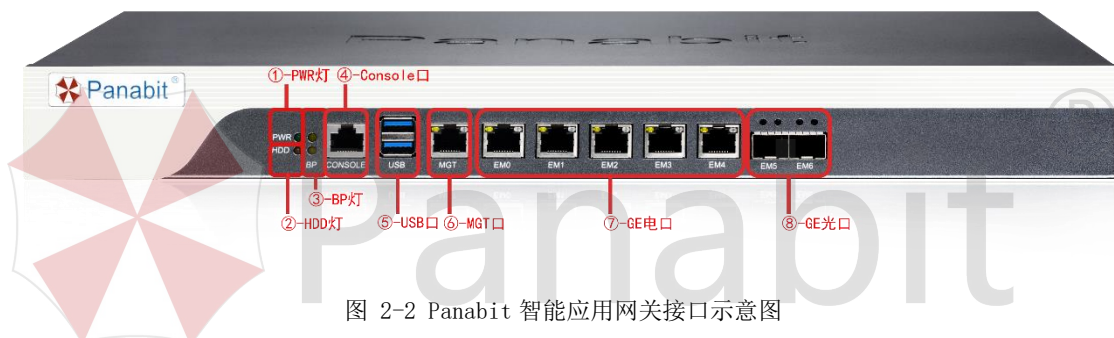 Panabit
Panabit®
①-PWR灯 ④-Console口
PWR
HDD
BP
CONSOLE
USB
MGT
EM0
EM1
EM2
EM3
EM4
EM5
EM6
③-BP灯
②-HDD灯
⑤-USB口
⑥-MGT口
⑦-GE电口
⑧-GE光口
®
Panabit
图 2-2 Panabit 智能应用网关接口示意图